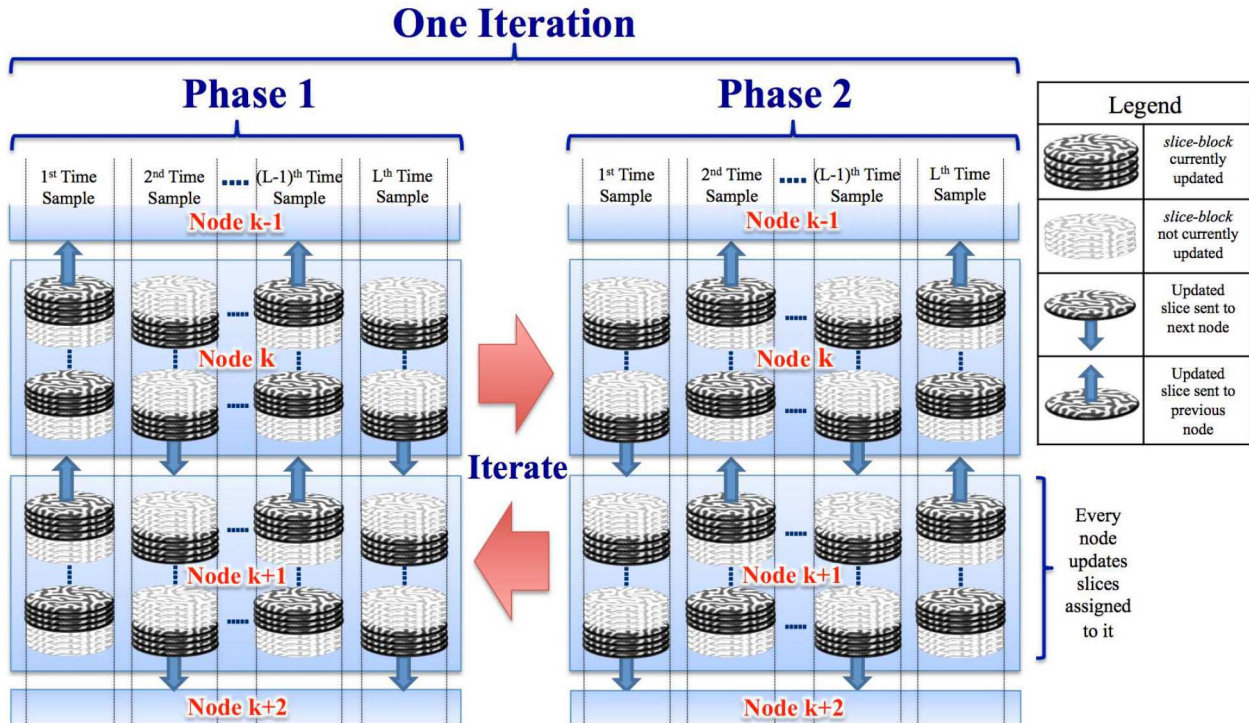 One Iteration
Phase 1
Phase 2
1st Time Sample
2nd Time Sample
(L-1)th Time Sample
Lth Time Sample
1st Time Sample
2nd Time Sample
(L-1)th Time Sample
Lth Time Sample
Node k-1
Node k-1
Node k
Node k
Iterate
Node k+1
Node k+1
Node k+2
Node k+2
Legend
slice-block
currently
updated
slice-block
not currently
updated
Updated
slice sent to
next node
Updated
slice sent to
previous
node
Every
node
updates
slices
assigned
to it